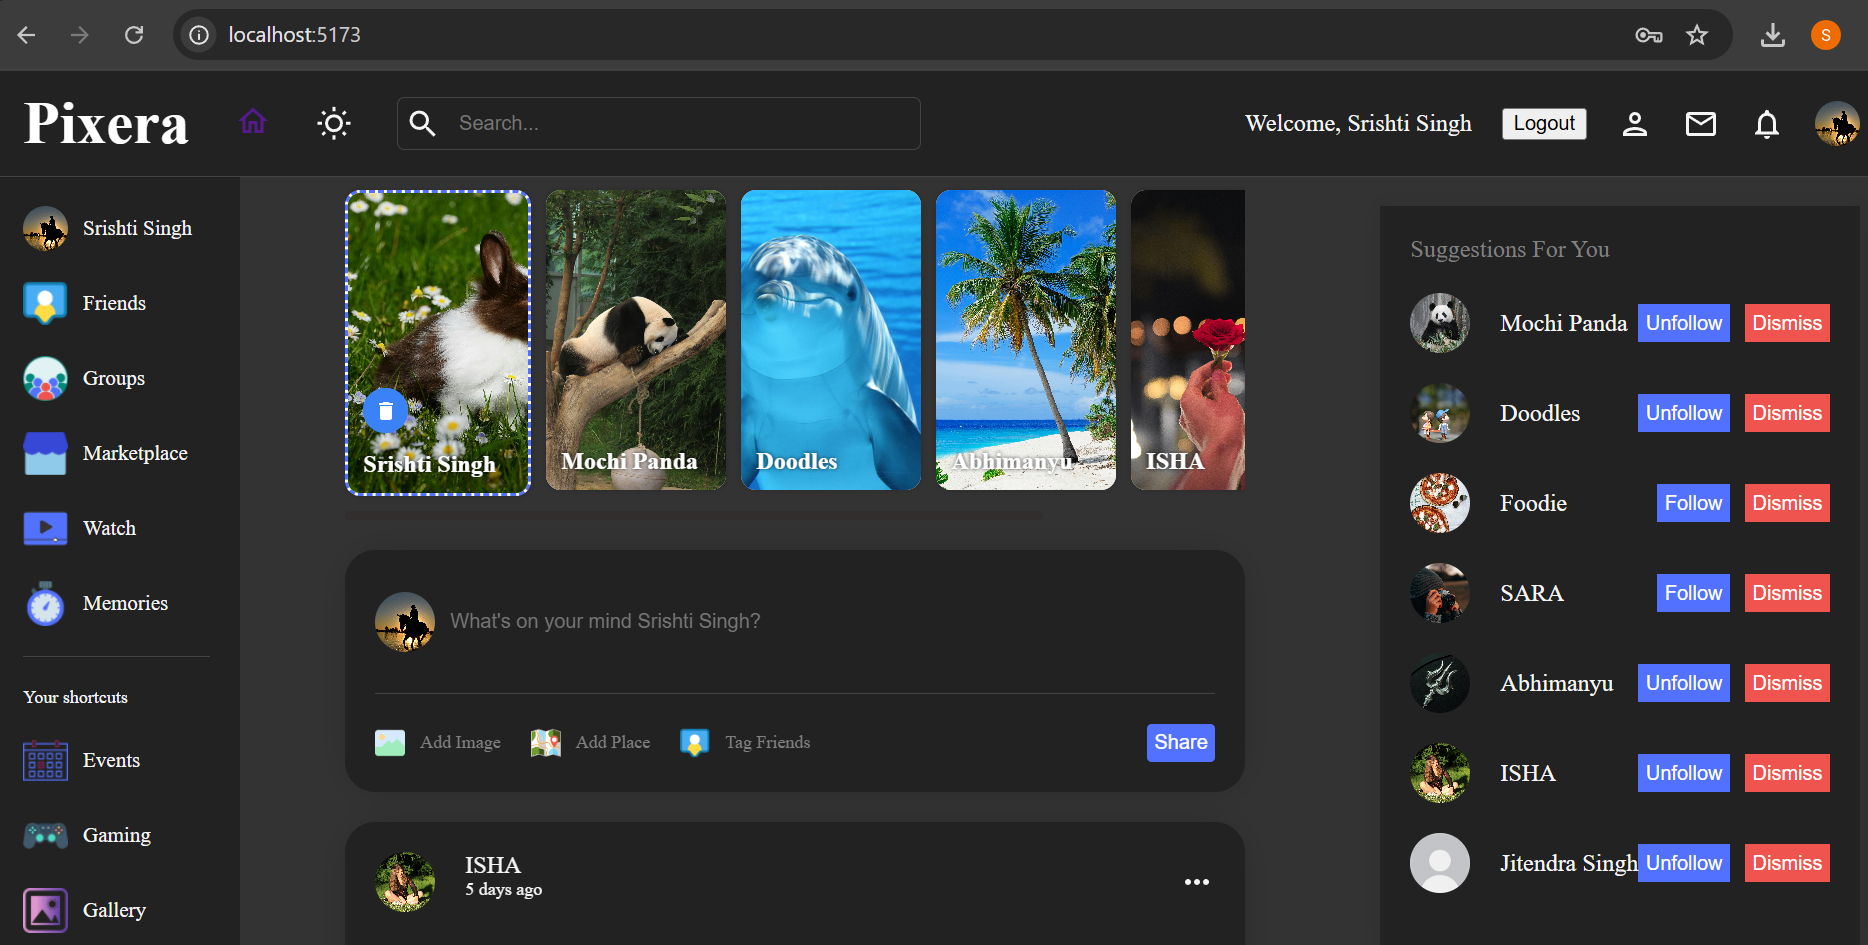 localhost:5173
S
Pixera
Search...
Welcome, Srishti Singh
Logout
Srishti Singh
Friends
Groups
Marketplace
Watch
Memories
Your shortcuts
Events
Gaming
Gallery
Srishti Singh
Mochi Panda
Doodles
Abhimanyu
ISHA
What's on your mind Srishti Singh?
Add Image
Add Place
Tag Friends
Share
ISHA
5 days ago
Suggestions For You
Mochi Panda Unfollow Dismiss
Doodles Unfollow Dismiss
Foodie Follow Dismiss
SARA Follow Dismiss
Abhimanyu Unfollow Dismiss
ISHA Unfollow Dismiss
Jitendra Singh Unfollow Dismiss